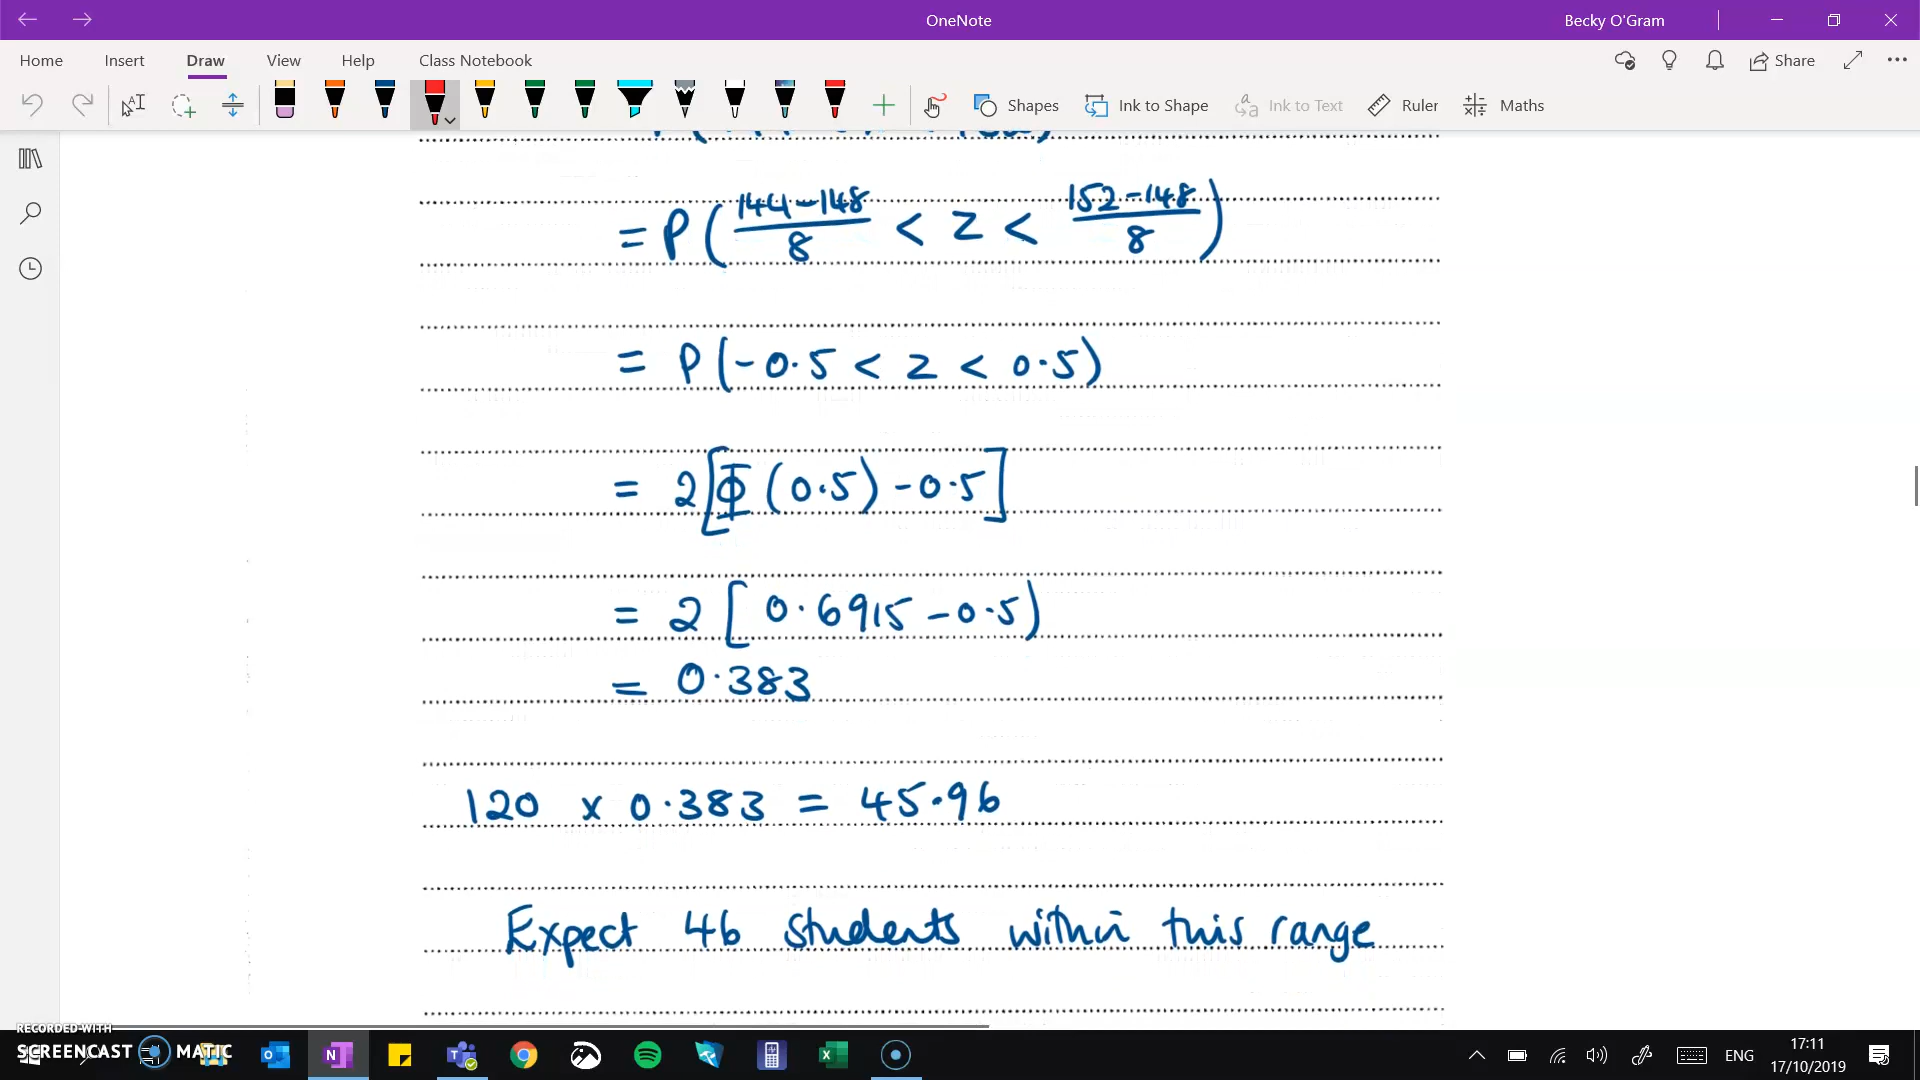 OneNote
Becky O'Gram
Home Insert Draw View Help Class Notebook
Share
Shapes Ink to Shape Ink to Text Ruler Maths
= P(144-148/8 < Z < 152-148/8)
= P(-0.5 < Z < 0.5)
= 2[Φ(0.5) - 0.5]
= 2[0.6915 - 0.5)
= 0.383
120 x 0.383 = 45.96
Expect 46 students within this range
RECORDED WITH
SCREENCAST MATIC
ENG
17:11
17/10/2019